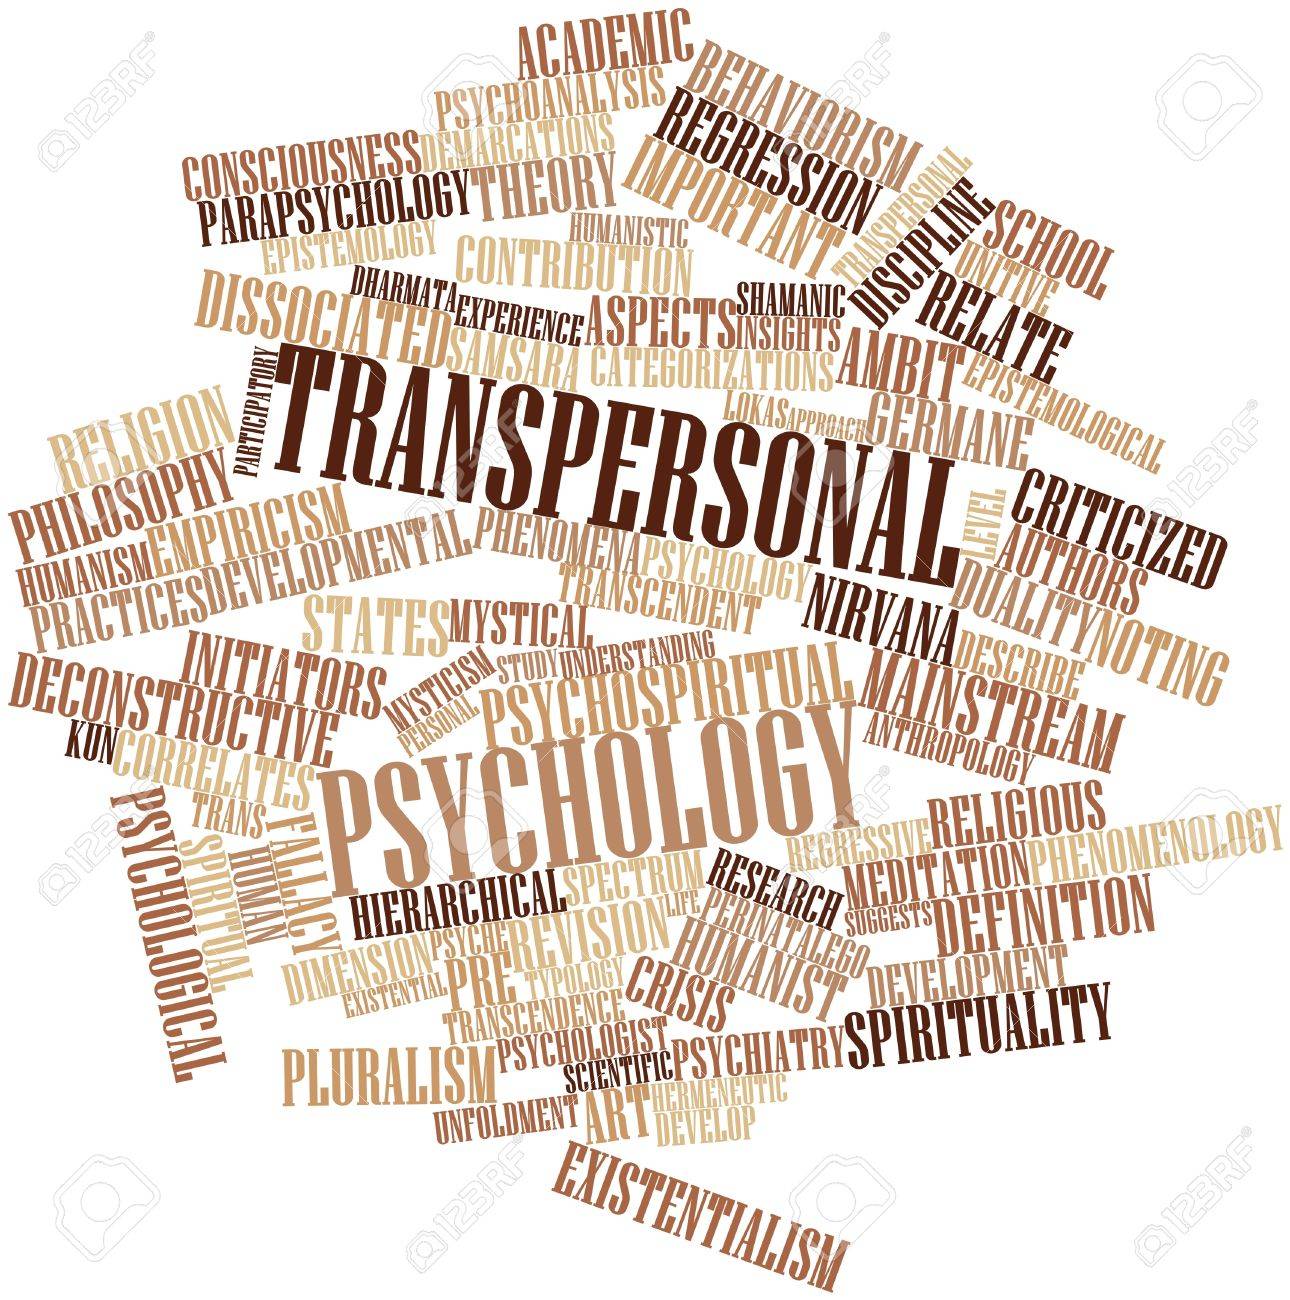 ACADEMIC
PSYCHOANALYSIS
BEHAVIORISM
REGRESSION
IMPORTANT
CONSCIOUSNESS
DEMARCATIONS
PARAPSYCHOLOGY
THEORY
EPISTEMOLOGY
HUMANISTIC
CONTRIBUTION
TRANSPERSONAL
DISCIPLINE
SCHOOL
UNITIVE
RELATE
DISSOCIATED
DHARMATA
EXPERIENCE
SAMSARA
ASPECTS
SHAMANIC
INSIGHTS
CATEGORIZATIONS
AMBIT
EPISTEMOLOGICAL
PARTICIPATORY
TRANSPERSONAL
LOKAS
APPROACH
GERMANE
RELIGION
PHILOSOPHY
EMPIRICISM
HUMANISM
PRACTICES
DEVELOPMENTAL
PHENOMENA
PSYCHOLOGY
TRANSCENDENT
LEVEL
CRITICIZED
AUTHORS
DUALITY
NOTING
NIRVANA
DESCRIBE
STATES
MYSTICAL
INITIATORS
DECONSTRUCTIVE
MYSTICISM
PERSONAL
STUDY
UNDERSTANDING
PSYCHOSPIRITUAL
MAINSTREAM
ANTHROPOLOGY
KUN
CORRELATES
TRANS
PSYCHOLOGY
PSYCHOLOGICAL
SPIRITUAL
HUMAN
FALLACY
REGRESSIVE
RELIGIOUS
MEDITATION
PHENOMENOLOGY
SUGGESTS
DEFINITION
HIERARCHICAL
SPECTRUM
LIFE
RESEARCH
PERINATAL
EGO
HUMANIST
DIMENSION
PSYCHE
REVISION
EXISTENTIAL
PRE
TYPOLOGY
CRISIS
DEVELOPMENT
TRANSCENDENCE
SPIRITUALITY
PLURALISM
PSYCHOLOGIST
SCIENTIFIC
PSYCHIATRY
UNFOLDMENT
ART
HERMENEUTIC
DEVELOP
EXISTENTIALISM
123RF